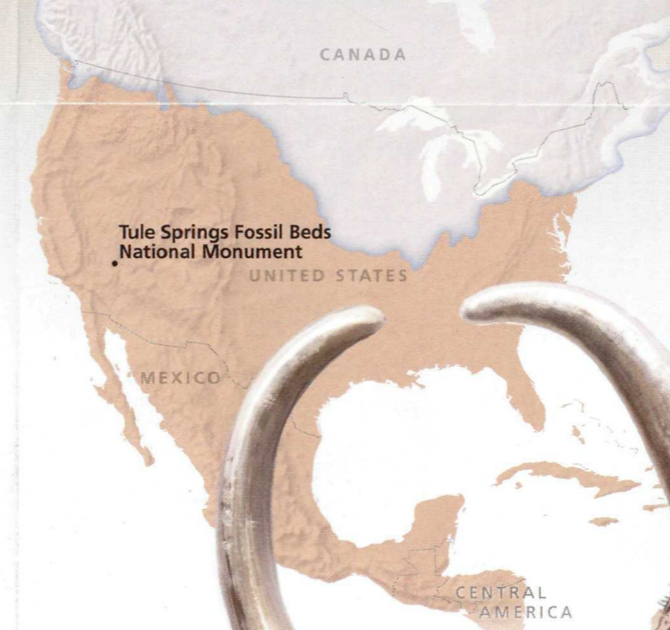 CANADA
Tule Springs Fossil Beds
National Monument
UNITED STATES
MEXICO
CENTRAL
AMERICA